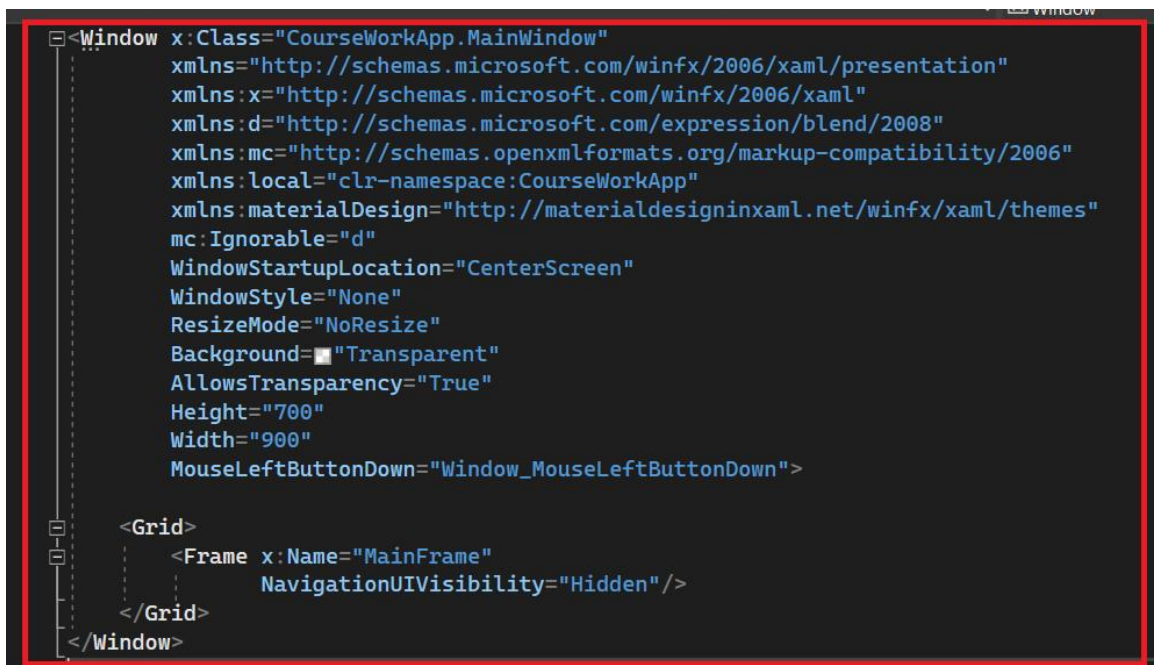 Window
<Window x:Class="CourseWorkApp.MainWindow"
xmlns="http://schemas.microsoft.com/winfx/2006/xaml/presentation"
xmlns:x="http://schemas.microsoft.com/winfx/2006/xaml"
xmlns:d="http://schemas.microsoft.com/expression/blend/2008"
xmlns:mc="http://schemas.openxmlformats.org/markup-compatibility/2006"
xmlns:local="clr-namespace:CourseWorkApp"
xmlns:materialDesign="http://materialdesigninxaml.net/winfx/xaml/themes"
mc:Ignorable="d"
WindowStartupLocation="CenterScreen"
WindowStyle="None"
ResizeMode="NoResize"
Background="Transparent"
AllowsTransparency="True"
Height="700"
Width="900"
MouseLeftButtonDown="Window_MouseLeftButtonDown">
<Grid>
<Frame x:Name="MainFrame"
NavigationUIVisibility="Hidden"/>
</Grid>
</Window>